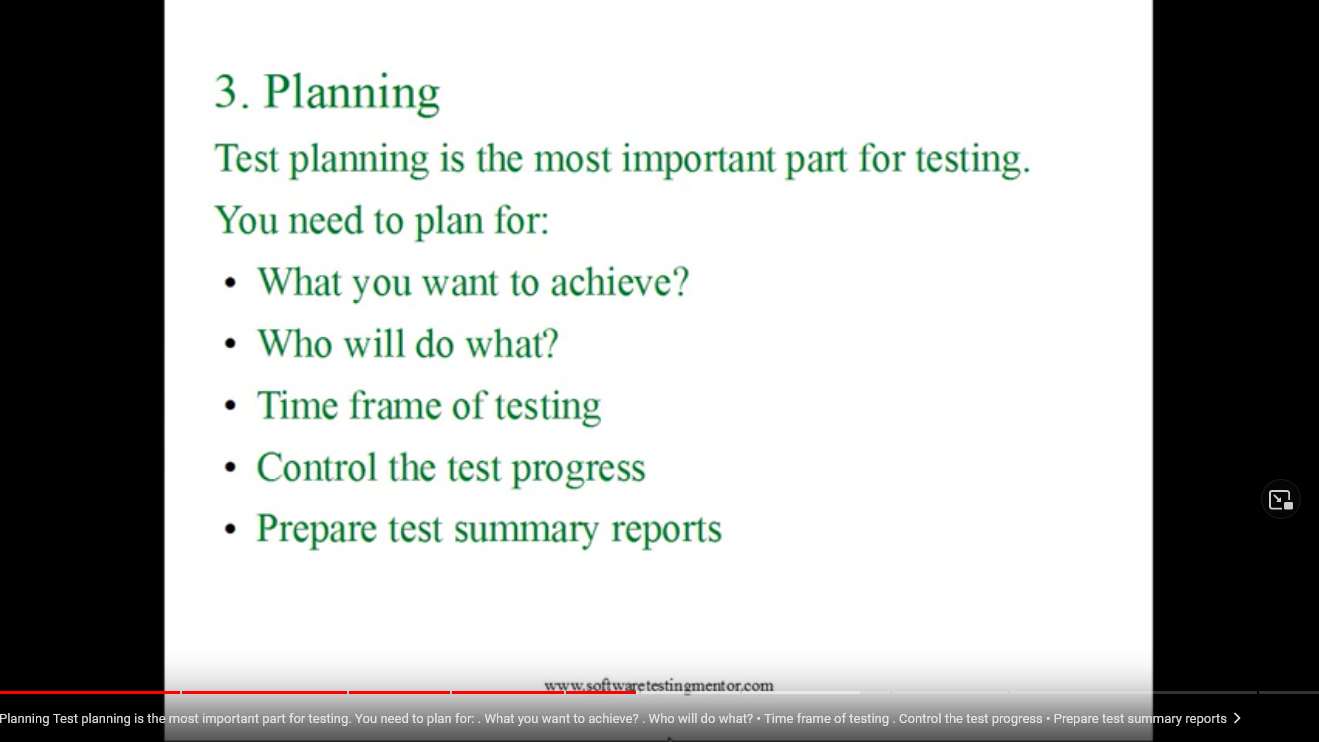 3. Planning
Test planning is the most important part for testing.
You need to plan for:
• What you want to achieve?
• Who will do what?
• Time frame of testing
• Control the test progress
• Prepare test summary reports
www.softwaretestingmentor.com
Planning Test planning is the most important part for testing. You need to plan for: . What you want to achieve? . Who will do what? • Time frame of testing . Control the test progress • Prepare test summary reports